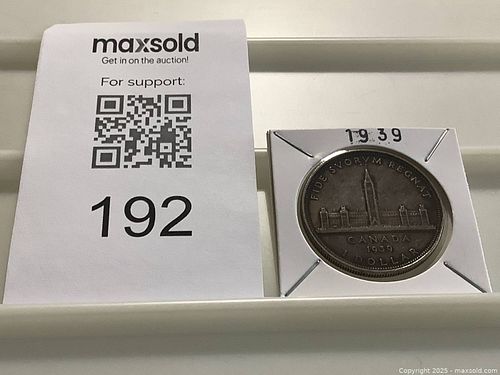 maxsold
Get in on the auction!
For support:
192
1939
FIDE SVORVM REGNAT
CANADA
1939
1 DOLLAR
Copyright 2025 - maxsold.com